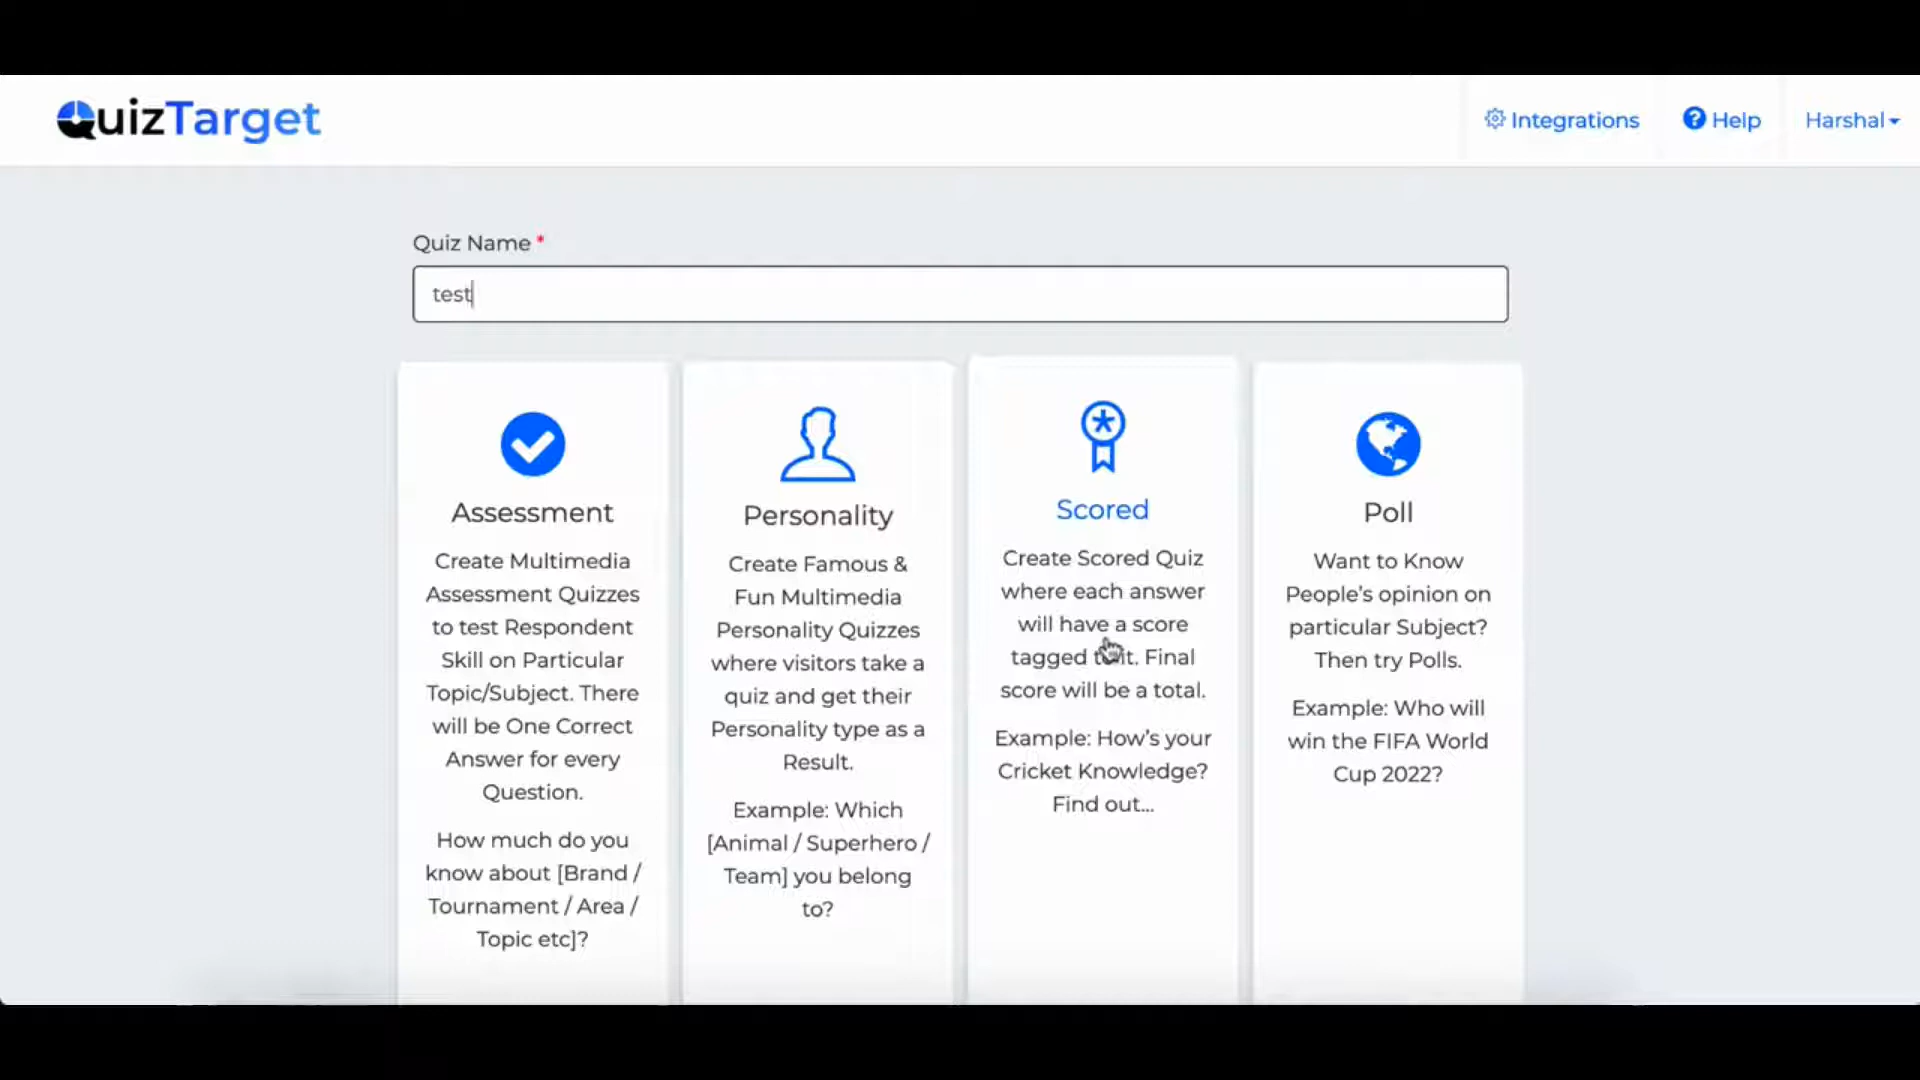 QuizTarget
Integrations
Help
Harshal
Quiz Name *
test
Assessment
Create Multimedia
Assessment Quizzes
to test Respondent
Skill on Particular
Topic/Subject. There
will be One Correct
Answer for every
Question.
How much do you
know about [Brand /
Tournament / Area /
Topic etc]?
Personality
Create Famous &
Fun Multimedia
Personality Quizzes
where visitors take a
quiz and get their
Personality type as a
Result.
Example: Which
[Animal / Superhero /
Team] you belong
to?
Scored
Create Scored Quiz
where each answer
will have a score
tagged to it. Final
score will be a total.
Example: How's your
Cricket Knowledge?
Find out...
Poll
Want to Know
People's opinion on
particular Subject?
Then try Polls.
Example: Who will
win the FIFA World
Cup 2022?